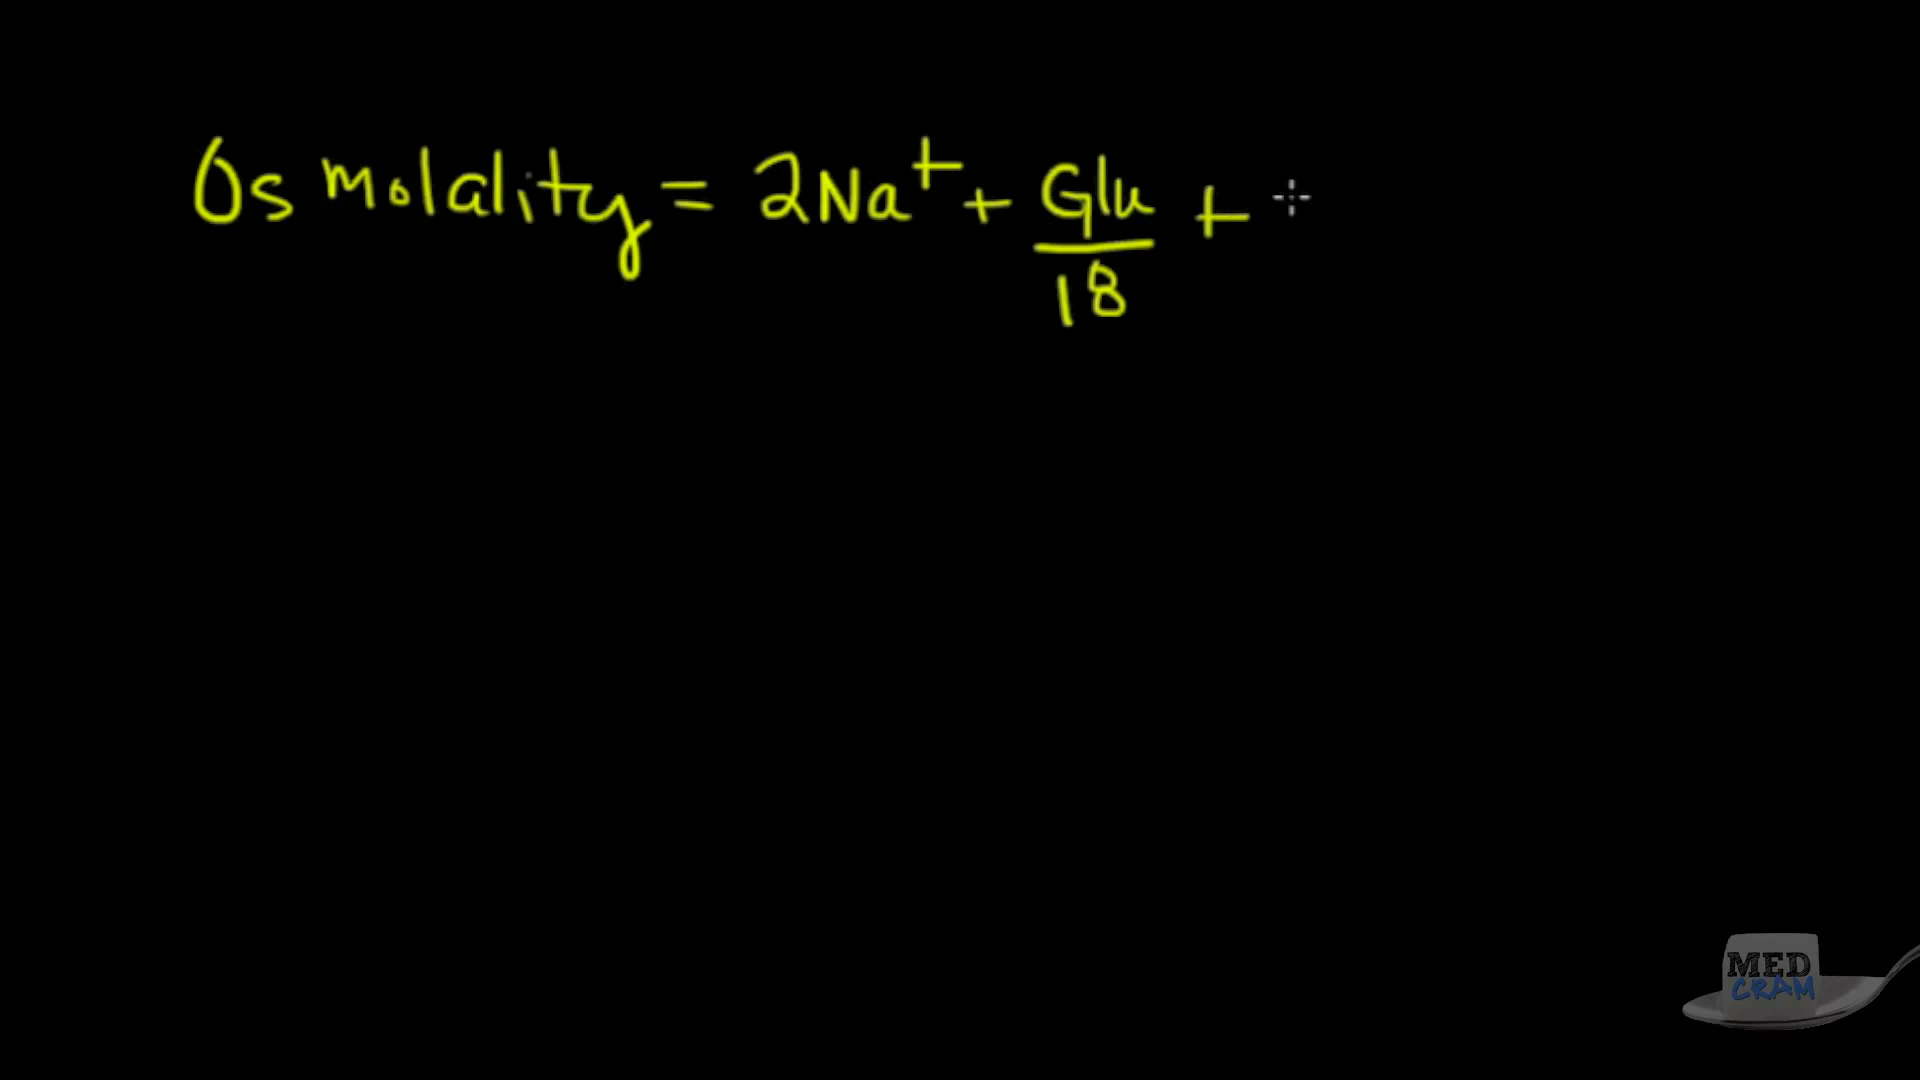 Osmolality = 2Na⁺ + Glu/18 +
MED
CRAM